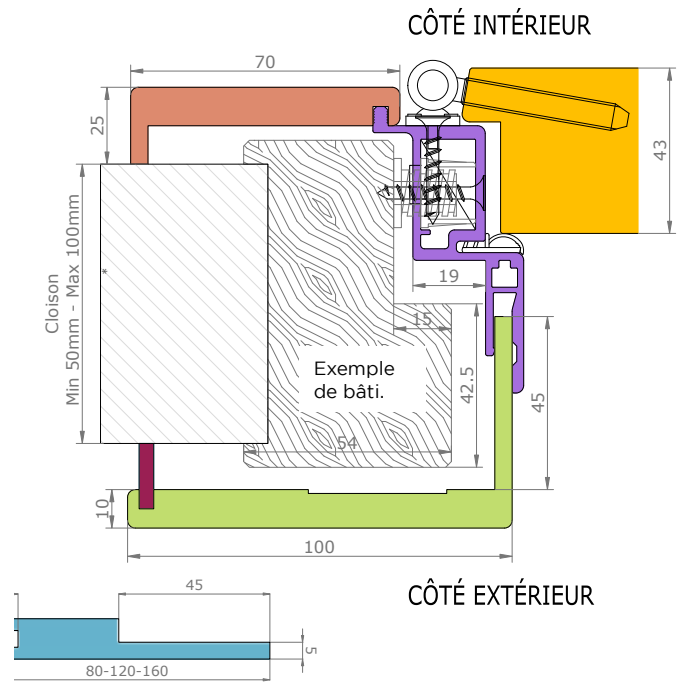 CÔTÉ INTÉRIEUR
70
25
43
Cloison
Min 50mm - Max 100mm
*
19
15
Exemple
de bâti.
42.5
45
54
10
100
CÔTÉ EXTÉRIEUR
45
5
80-120-160